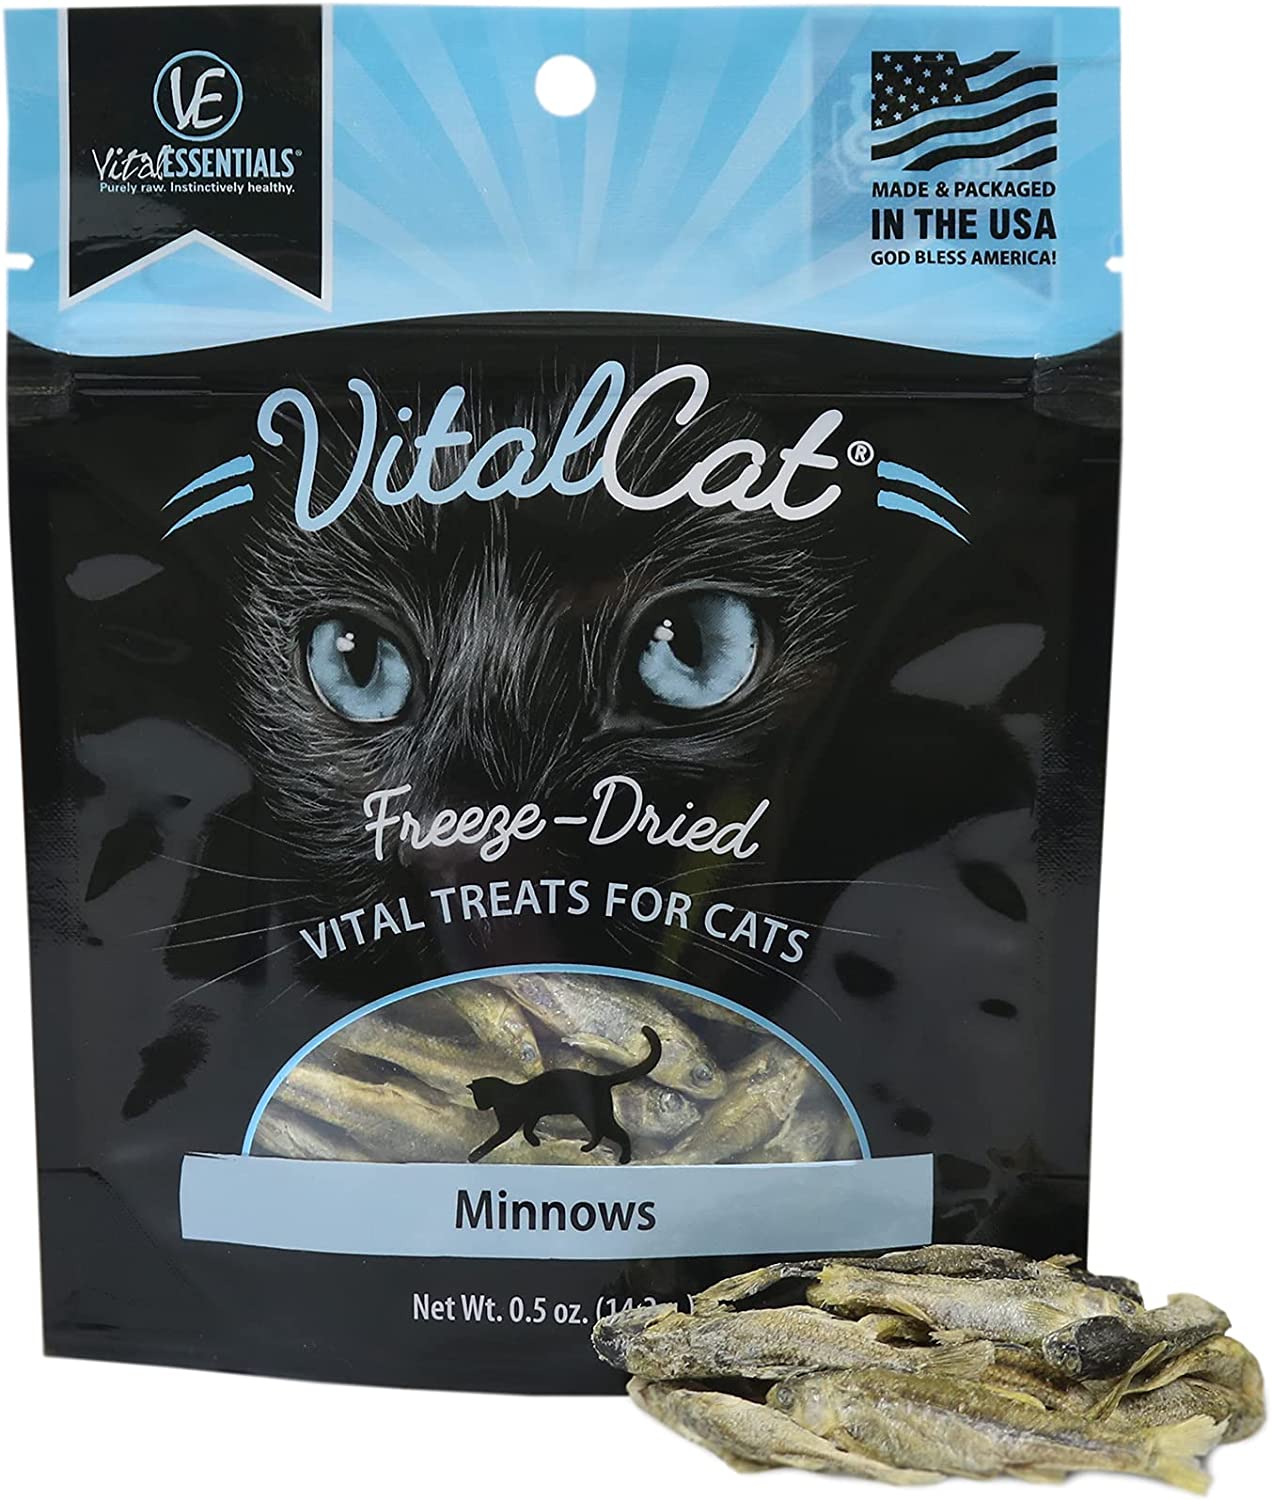 VE
VitalESSENTIALS®
Purely raw. Instinctively healthy.
MADE & PACKAGED
IN THE USA
GOD BLESS AMERICA!
VitalCat®
Freeze-Dried
VITAL TREATS FOR CATS
Minnows
Net Wt. 0.5 oz.